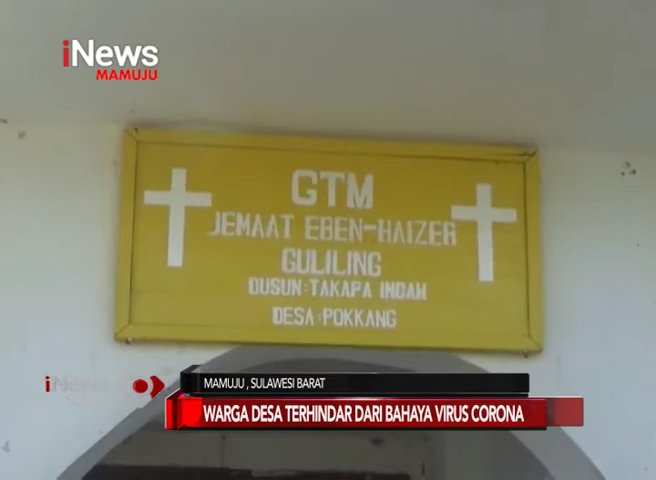 iNews
MAMUJU
GTM
JEMAAT EBEN-HAIZER
GULILING
DUSUN:TAKAPA INDAH
DESA:POKKANG
iNews
MAMUJU , SULAWESI BARAT
WARGA DESA TERHINDAR DARI BAHAYA VIRUS CORONA